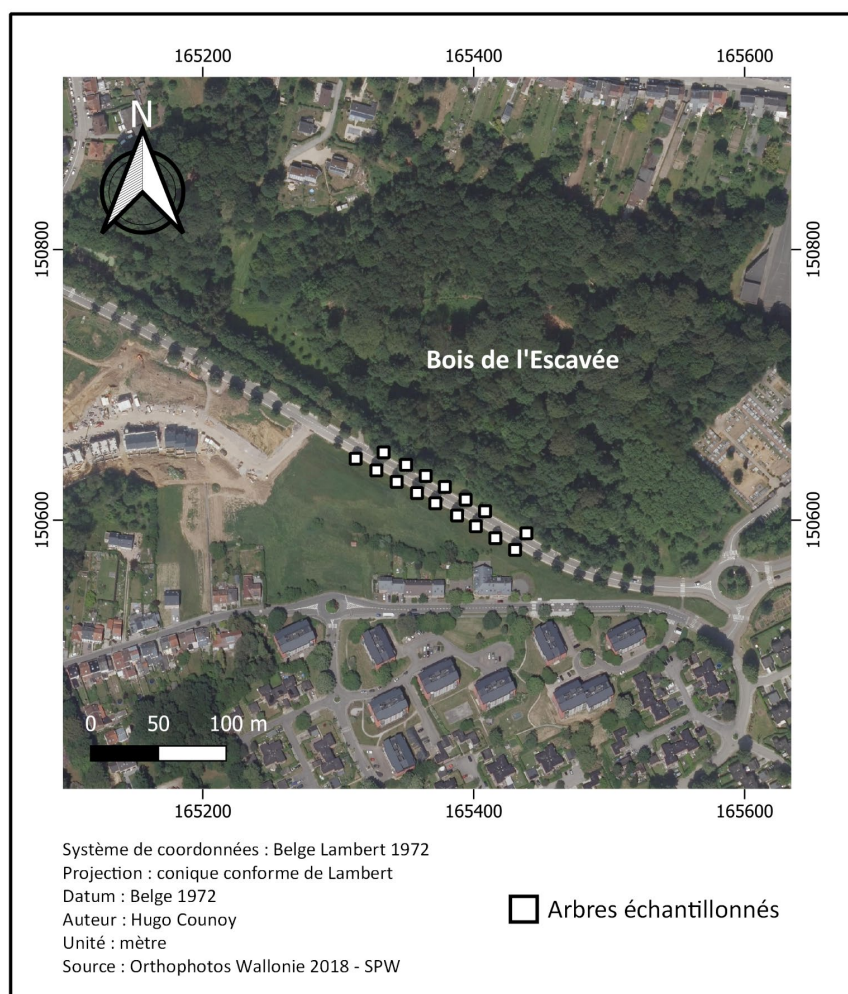 165200 165400 165600
N
150800 150800
Bois de l'Escavée
150600 150600
0 50 100 m
165200 165400 165600
Système de coordonnées : Belge Lambert 1972
Projection : conique conforme de Lambert
Datum : Belge 1972
Auteur : Hugo Counoy
Unité : mètre
Source : Orthophotos Wallonie 2018 - SPW
Arbres échantillonnés